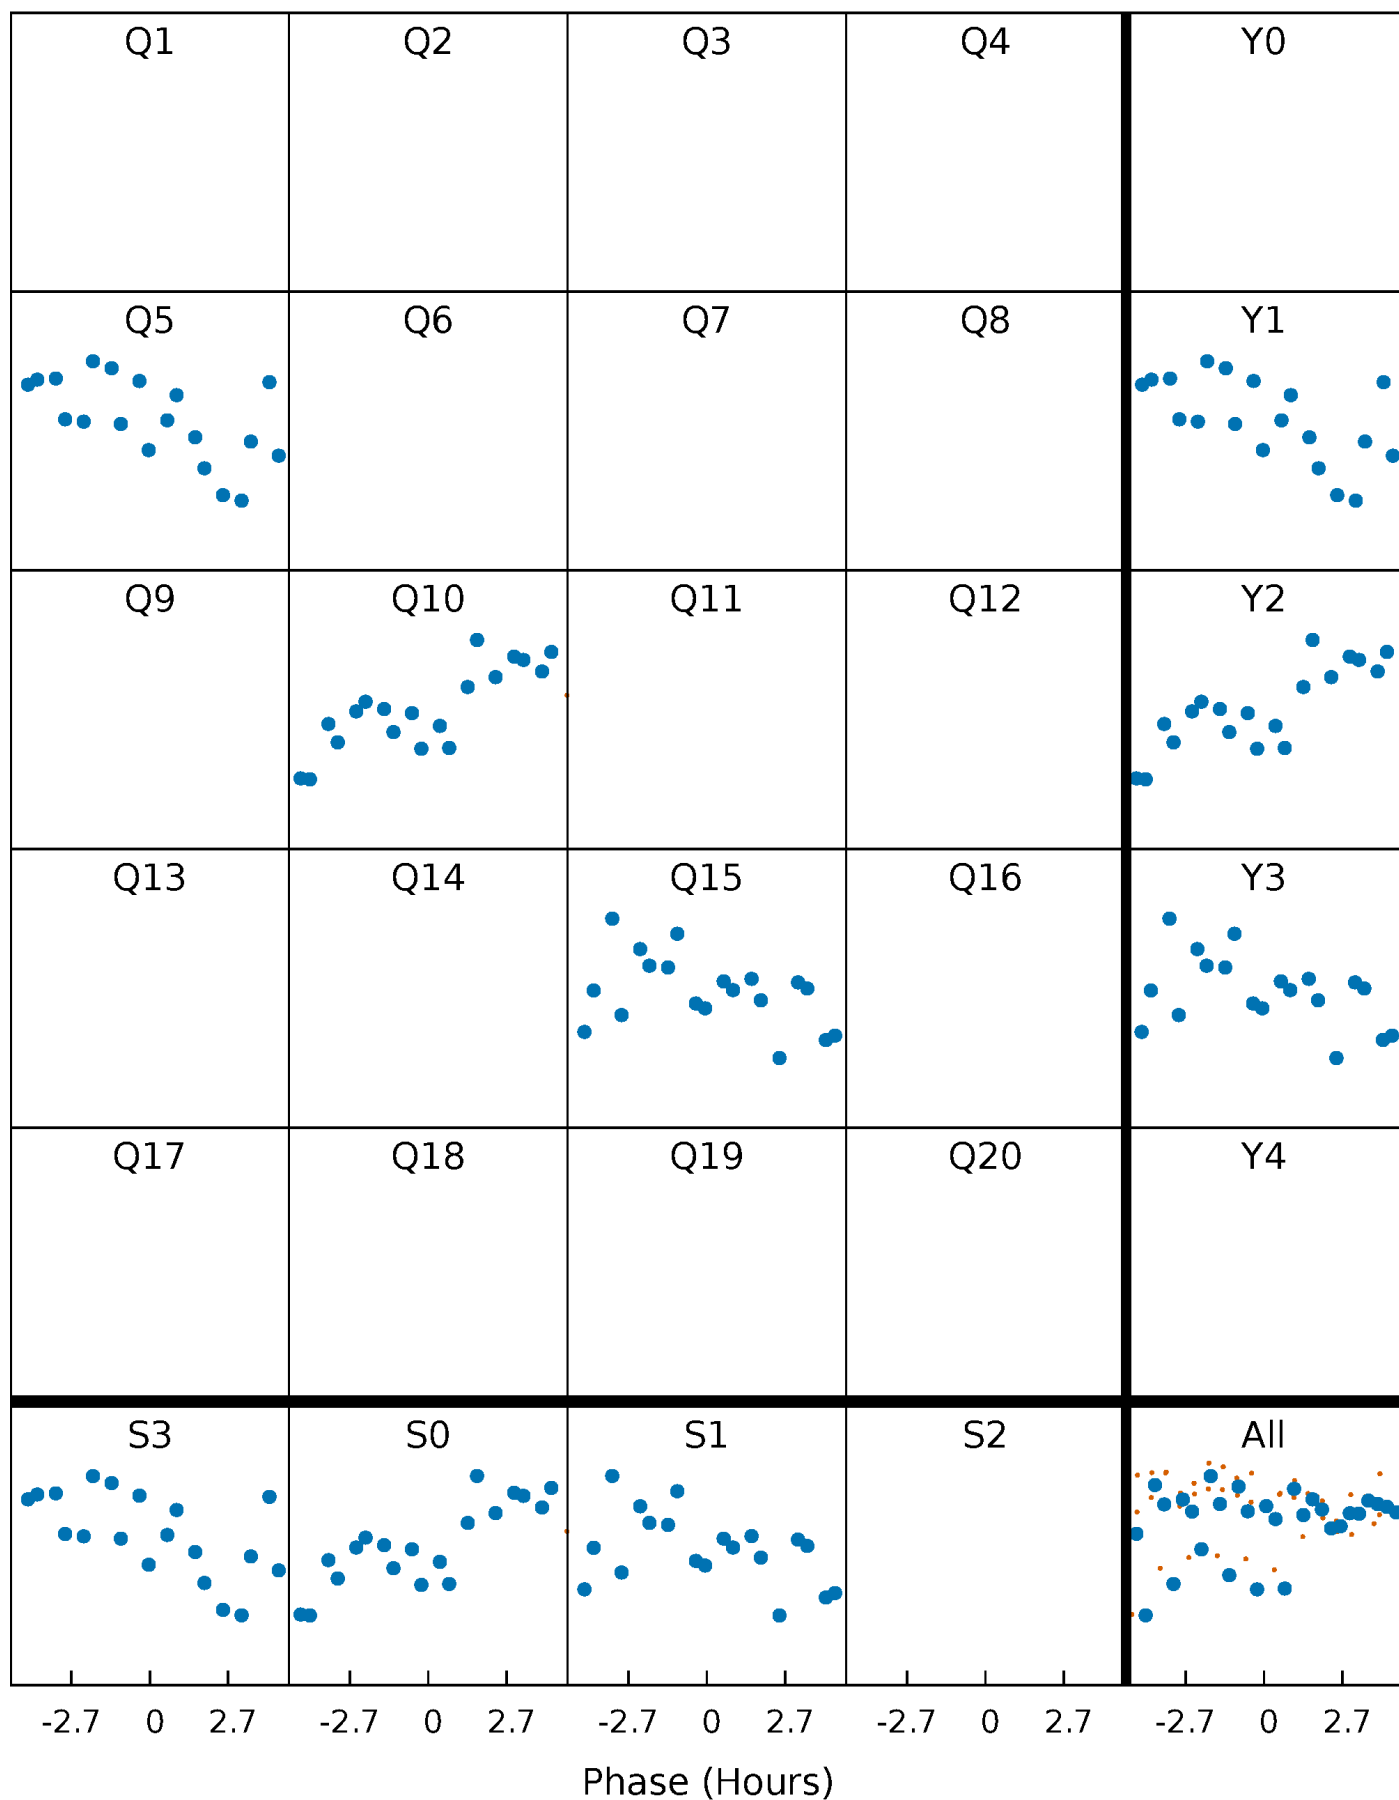 Q1 Q2 Q3 Q4 Y0
Q5 Q6 Q7 Q8 Y1
Q9 Q10 Q11 Q12 Y2
Q13 Q14 Q15 Q16 Y3
Q17 Q18 Q19 Q20 Y4
S3 S0 S1 S2 All
-2.7 0 2.7 -2.7 0 2.7 -2.7 0 2.7 -2.7 0 2.7 -2.7 0 2.7
Phase (Hours)